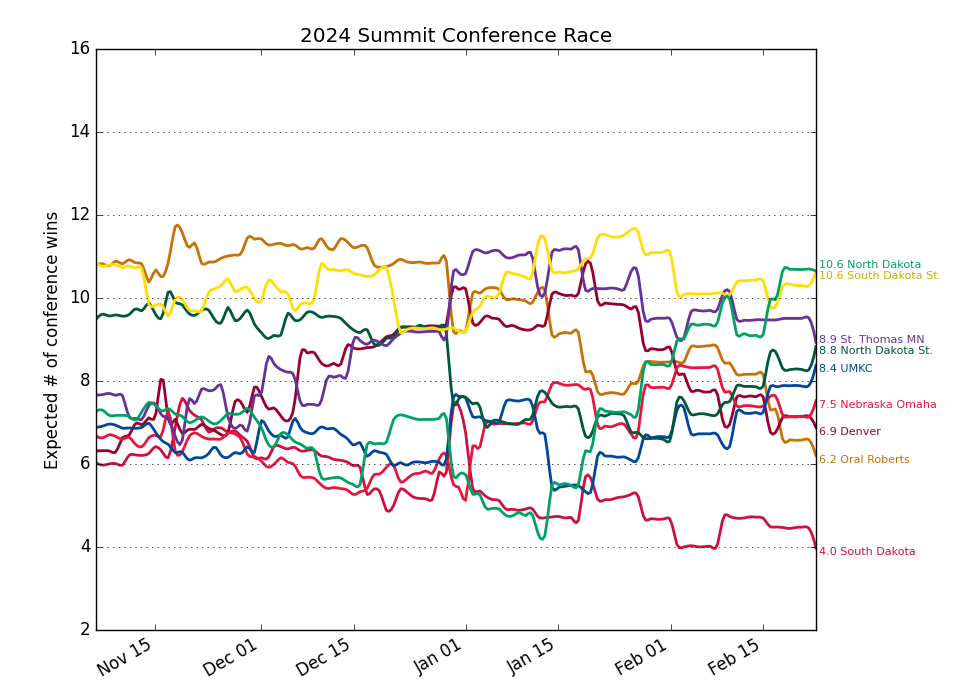 2024 Summit Conference Race
Expected # of conference wins
16
14
12
10
8
6
4
2
10.6 North Dakota
10.6 South Dakota St.
8.9 St. Thomas MN
8.8 North Dakota St.
8.4 UMKC
7.5 Nebraska Omaha
6.9 Denver
6.2 Oral Roberts
4.0 South Dakota
Nov 15
Dec 01
Dec 15
Jan 01
Jan 15
Feb 01
Feb 15